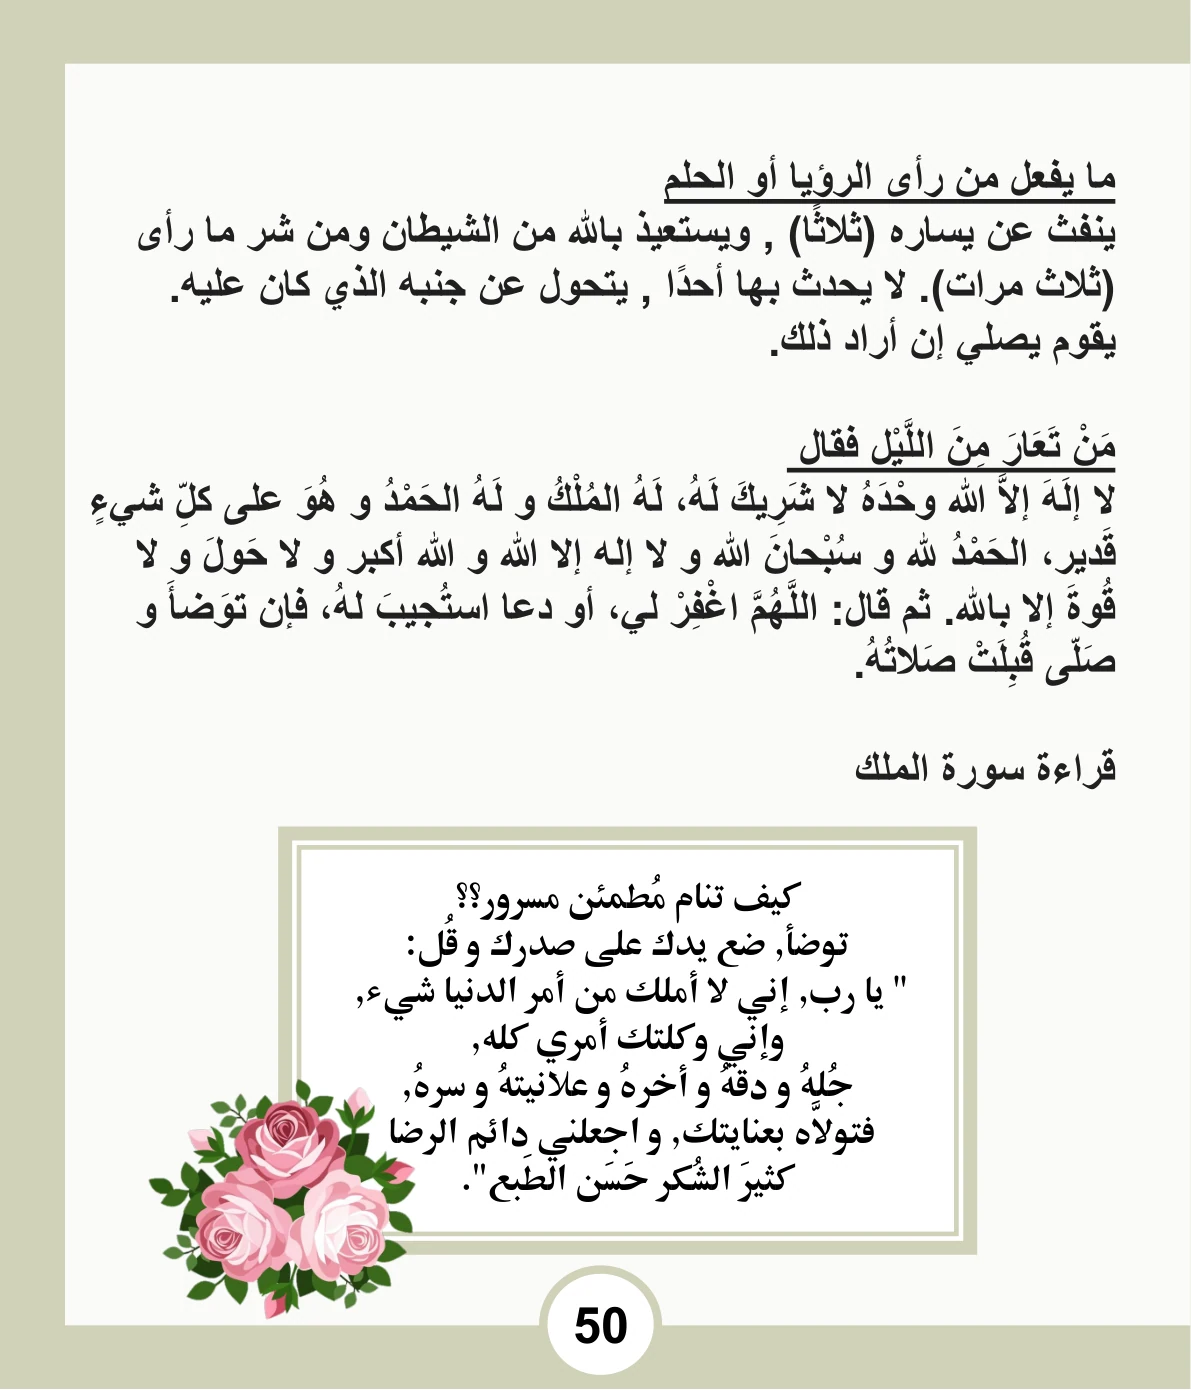 ما يفعل من رأى الرؤيا أو الحلم
ينفث عن يساره (ثلاثًا) , ويستعيذ بالله من الشيطان ومن شر ما رأى
(ثلاث مرات). لا يحدث بها أحدًا , يتحول عن جنبه الذي كان عليه.
يقوم يصلي إن أراد ذلك.
مَنْ تَعَارَ مِنَ اللَّيْل فقال
لا إلَهَ إلاَّ الله وحْدَهُ لا شَرِيكَ لَهُ، لَهُ المُلْكُ و لَهُ الحَمْدُ و هُوَ على كلِّ شيءٍ
قَدير، الحَمْدُ لله و سُبْحانَ الله و لا إله إلا الله و الله أكبر و لا حَولَ و لا
قُوةَ إلا بالله. ثم قال: اللَّهُمَّ اغْفِرْ لي، أو دعا استُجيبَ لهُ، فإن توَضأَ و
صَلّى قُبِلَتْ صَلاتُهُ.
قراءة سورة الملك
كيف تنام مُطمئن مسرور؟؟
توضأ, ضع يدك على صدرك و قُل:
" يا رب, إني لا أملك من أمر الدنيا شيء,
وإني وكلتك أمري كله,
جُلهُ و دقهُ و أخرهُ و علانيتهُ و سرهُ,
فتولاَّه بعنايتك, و اجعلني دِائم الرضا
كثيرَ الشُكر حَسَن الطَبع".
50